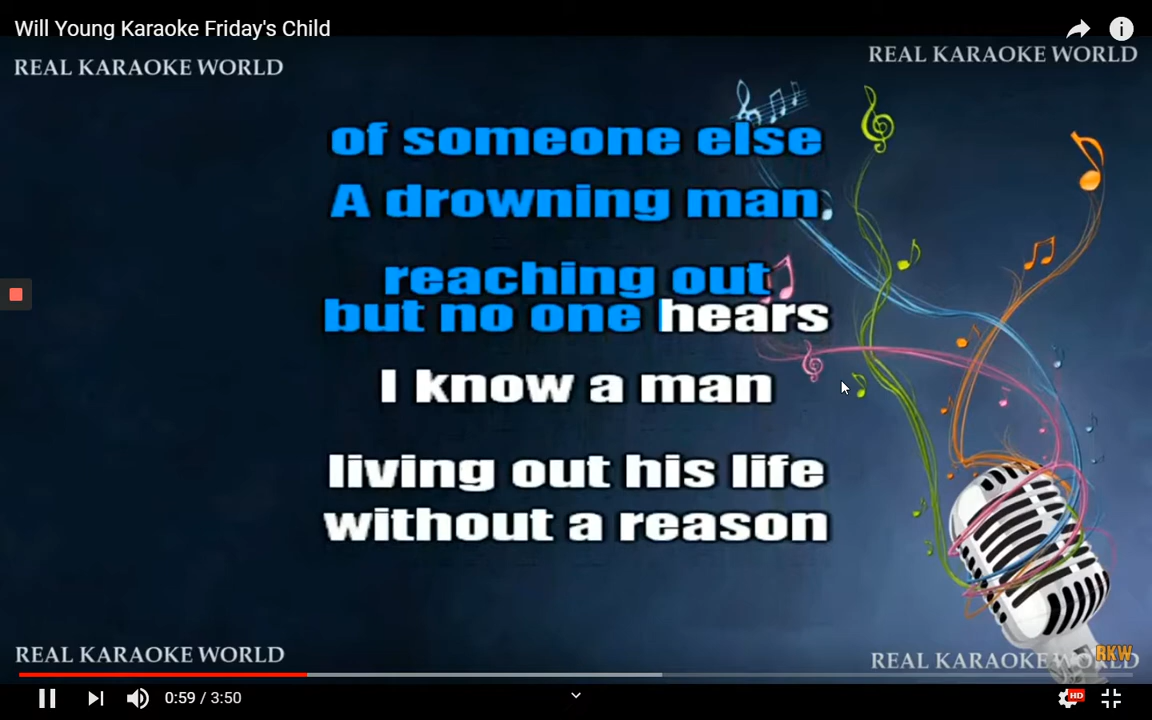 Will Young Karaoke Friday's Child
REAL KARAOKE WORLD
REAL KARAOKE WORLD
of someone else
A drowning man
reaching out
but no one hears
I know a man
living out his life
without a reason
REAL KARAOKE WORLD
REAL KARAOKE WORLD
RKW
0:59 / 3:50
HD